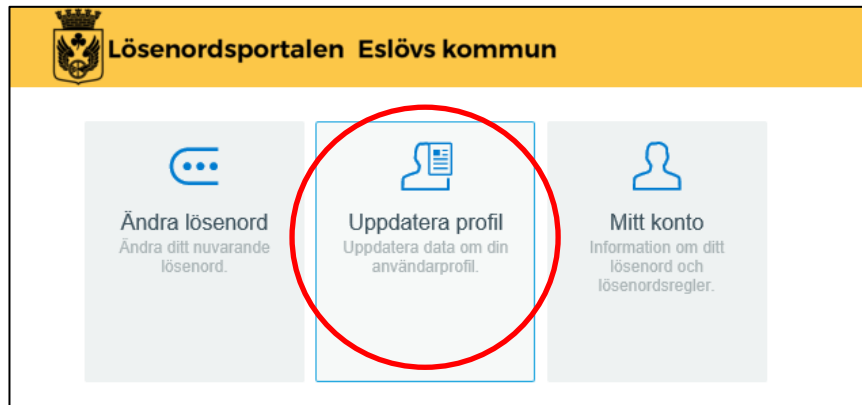 Lösenordsportalen Eslövs kommun
Ändra lösenord
Ändra ditt nuvarande
lösenord.
Uppdatera profil
Uppdatera data om din
användarprofil.
Mitt konto
Information om ditt
lösenord och
lösenordsregler.